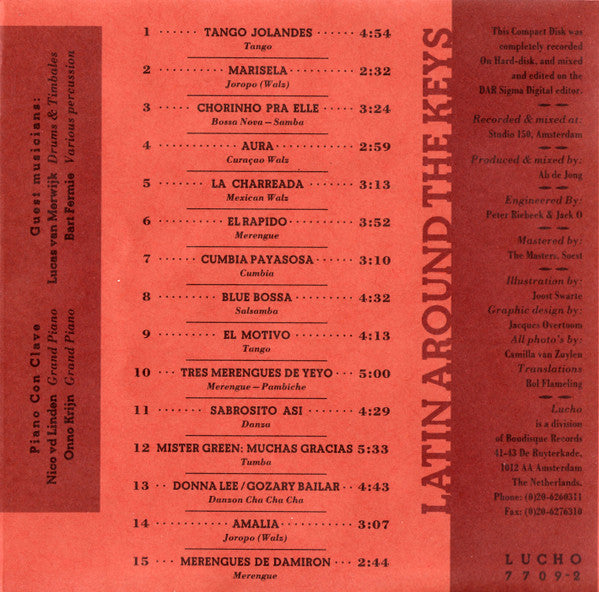 Piano Con Clave
Nico vd Linden Grand Piano
Onno Krijn Grand Piano
Guest musicians:
Lucas van Merwijk Drums & Timbales
Bart Fermie Various percussion
1 ······ TANGO JOLANDES ··· 4:54
Tango
2 ········· MARISELA ········ 2:32
Joropo (Walz)
3 ····· CHORINHO PRA ELLE ···· 3:24
Bossa Nova – Samba
4 ··········· AURA ·········· 2:59
Curaçao Walz
5 ······ LA CHARREADA ····· 3:13
Mexican Walz
6 ········ EL RAPIDO ········ 3:52
Merengue
7 ···· CUMBIA PAYASOSA ··· 3:10
Cumbia
8 ······· BLUE BOSSA ······ 4:32
Salsamba
9 ······· EL MOTIVO ······· 4:13
Tango
10 ·· TRES MERENGUES DE YEYO ·· 5:00
Merengue – Pambiche
11 ····· SABROSITO ASI ····· 4:29
Danza
12 MISTER GREEN: MUCHAS GRACIAS 5:33
Tumba
13 ·· DONNA LEE / GOZARY BAILAR ·· 4:43
Danzon Cha Cha Cha
14 ········ AMALIA ········ 3:07
Joropo (Walz)
15 ··· MERENGUES DE DAMIRON ·· 2:44
Merengue
LATIN AROUND THE KEYS
This Compact Disk was
completely recorded
On Hard-disk, and mixed
and edited on the
DAR Sigma Digital editor.
Recorded & mixed at:
Studio 150, Amsterdam
Produced & mixed by:
Ab de Jong
Engineered By:
Peter Riebeek & Jack O
Mastered by:
The Masters, Soest
Illustration by:
Joost Swarte
Graphic design by:
Jacques Overtoom
All photo's by:
Camilla van Zuylen
Translations
Bol Flameling
Lucho
is a division
of Boudisque Records
41-43 De Ruyterkade,
1012 AA Amsterdam
The Netherlands.
Phone: (0)20-6260311
Fax: (0)20-6276310
LUCHO
7709-2